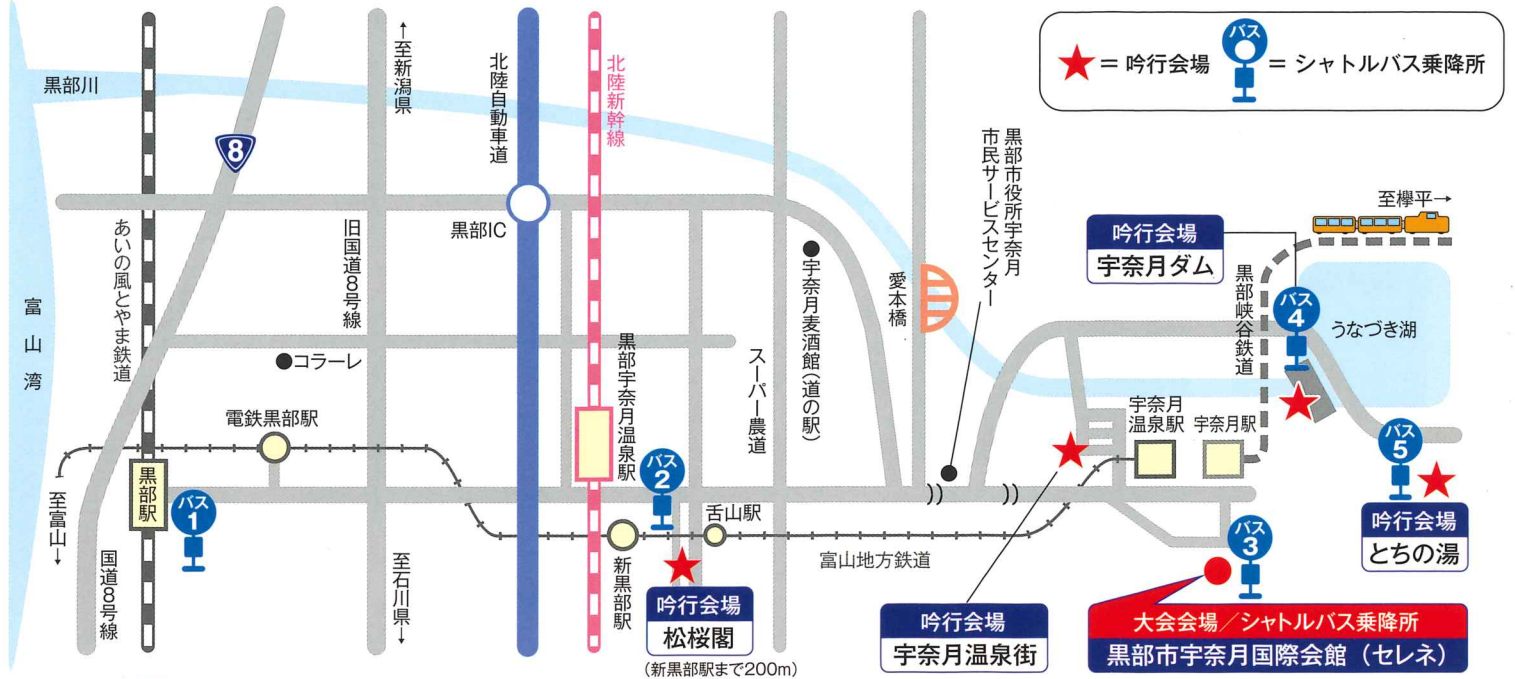 ★＝吟行会場
バス
＝シャトルバス乗降所
黒部川
8
←至新潟県
北陸自動車道
北陸新幹線
黒部市役所宇奈月
市民サービスセンター
至欅平→
あいの風とやま鉄道
旧国道8号線
黒部IC
宇奈月麦酒館(道の駅)
愛本橋
吟行会場
宇奈月ダム
黒部峡谷鉄道
バス
4
うなづき湖
富山湾
コラーレ
黒部宇奈月温泉駅
スーパー農道
電鉄黒部駅
宇奈月
温泉駅
宇奈月駅
バス
5
黒部駅
バス
1
バス
2
舌山駅
吟行会場
とちの湯
至富山→
国道8号線
至石川県→
新黒部駅
富山地方鉄道
バス
3
吟行会場
松桜閣
(新黒部駅まで200m)
吟行会場
宇奈月温泉街
大会会場／シャトルバス乗降所
黒部市宇奈月国際会館（セレネ）